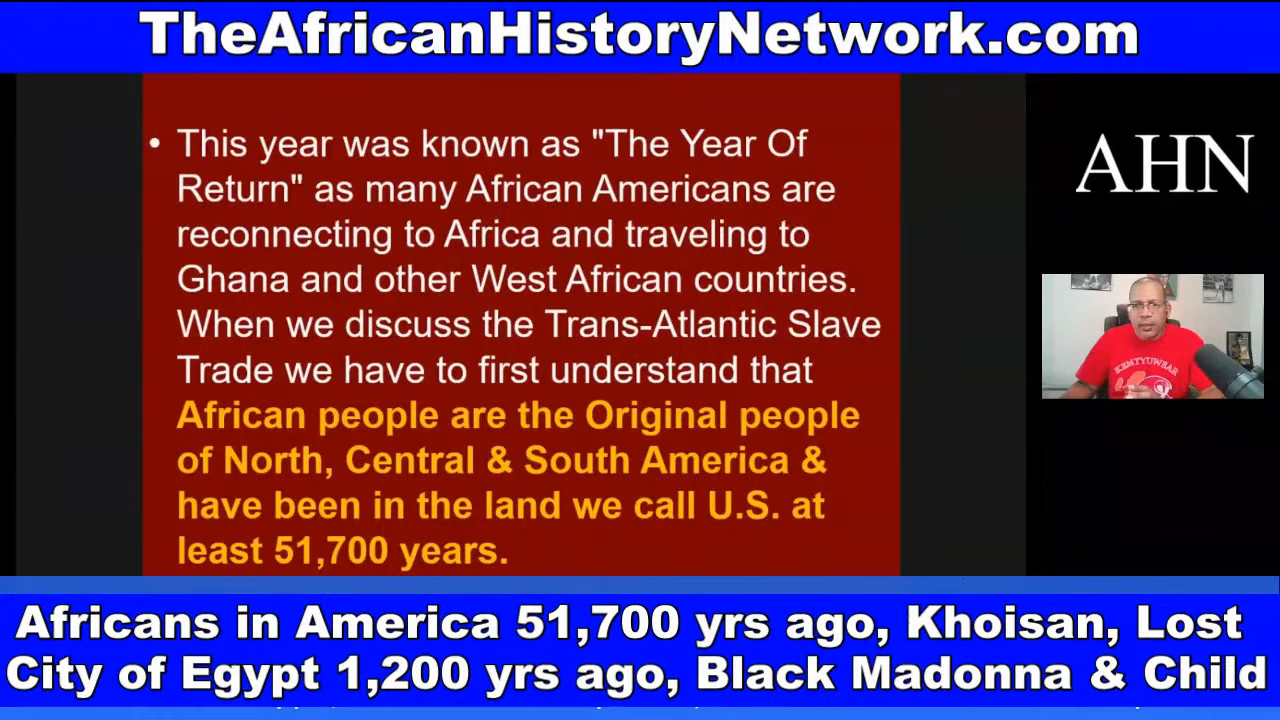 TheAfricanHistoryNetwork.com
AHN
• This year was known as "The Year Of
Return" as many African Americans are
reconnecting to Africa and traveling to
Ghana and other West African countries.
When we discuss the Trans-Atlantic Slave
Trade we have to first understand that
African people are the Original people
of North, Central & South America &
have been in the land we call U.S. at
least 51,700 years.
KEMTYUWEAR
Africans in America 51,700 yrs ago, Khoisan, Lost
City of Egypt 1,200 yrs ago, Black Madonna & Child